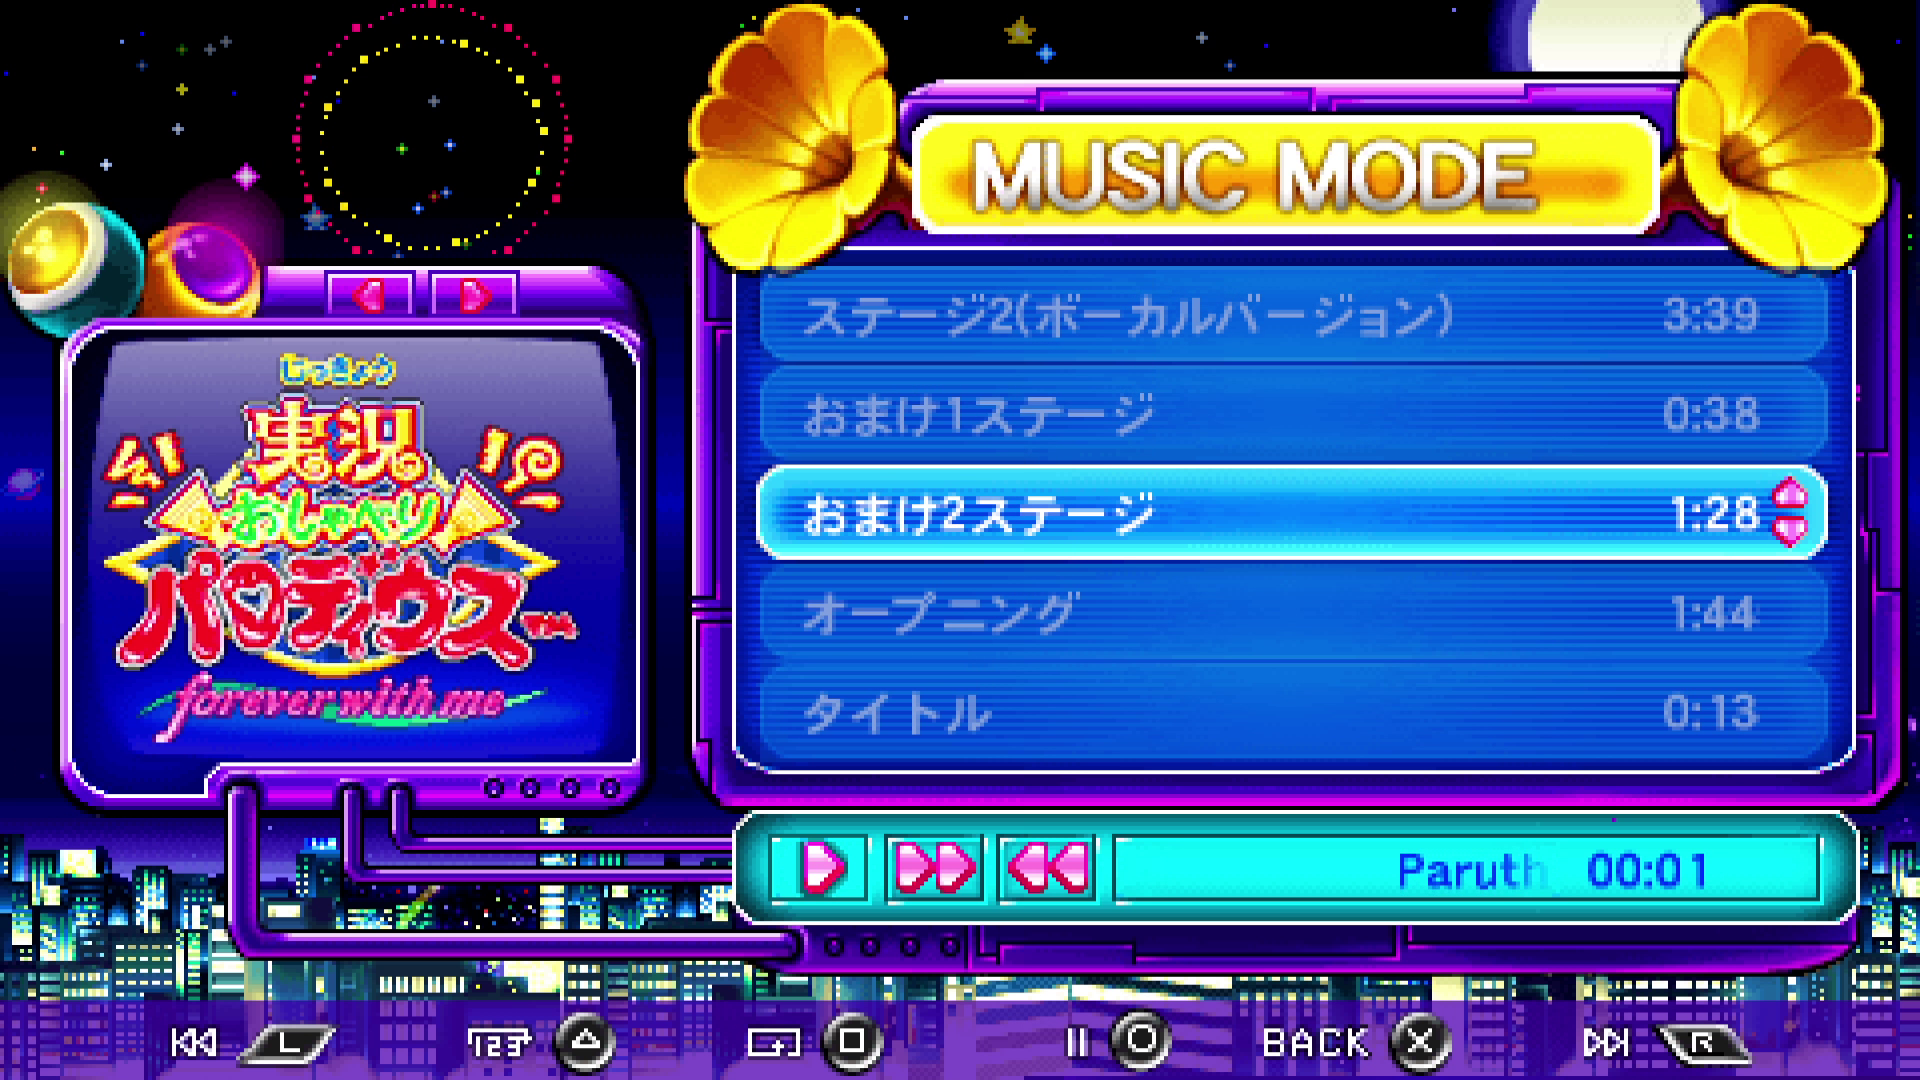 MUSIC MODE
ステージ2(ボーカルバージョン) 3:39
おまけ1ステージ 0:38
おまけ2ステージ 1:28
オープニング 1:44
タイトル 0:13
じっきょう
実況
おしゃべり
パロディウス™
forever with me
Paruth 00:01
L 123 BACK R